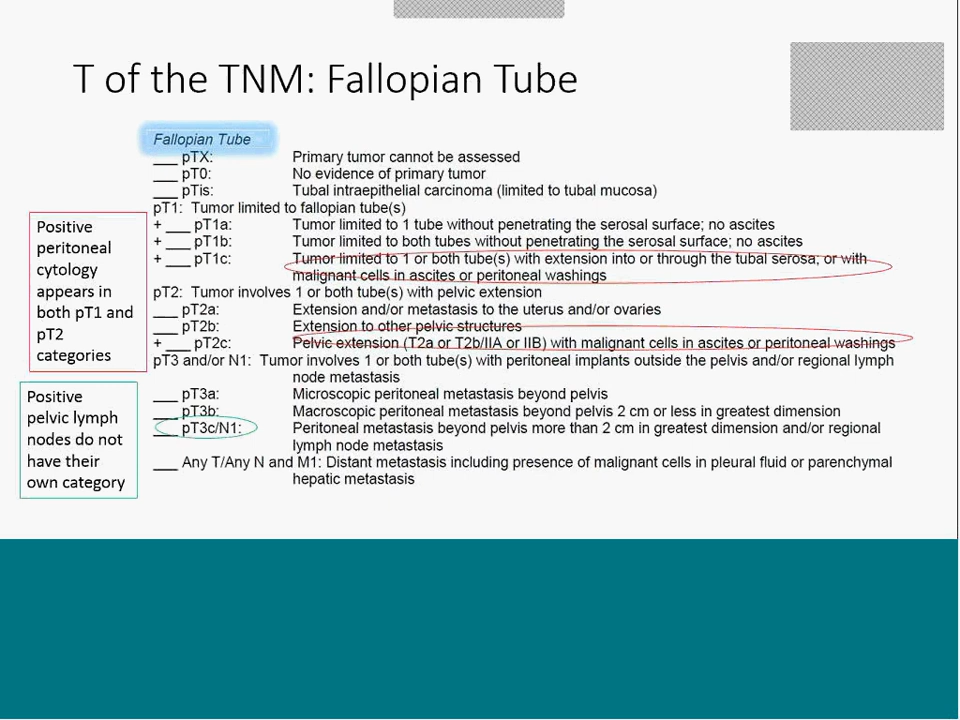 T of the TNM: Fallopian Tube
Fallopian Tube
___ pTX: Primary tumor cannot be assessed
___ pT0: No evidence of primary tumor
___ pTis: Tubal intraepithelial carcinoma (limited to tubal mucosa)
pT1: Tumor limited to fallopian tube(s)
+ ___ pT1a: Tumor limited to 1 tube without penetrating the serosal surface; no ascites
+ ___ pT1b: Tumor limited to both tubes without penetrating the serosal surface; no ascites
+ ___ pT1c: Tumor limited to 1 or both tube(s) with extension into or through the tubal serosa; or with
malignant cells in ascites or peritoneal washings
pT2: Tumor involves 1 or both tube(s) with pelvic extension
___ pT2a: Extension and/or metastasis to the uterus and/or ovaries
___ pT2b: Extension to other pelvic structures
+ ___ pT2c: Pelvic extension (T2a or T2b/IIA or IIB) with malignant cells in ascites or peritoneal washings
pT3 and/or N1: Tumor involves 1 or both tube(s) with peritoneal implants outside the pelvis and/or regional lymph
node metastasis
___ pT3a: Microscopic peritoneal metastasis beyond pelvis
___ pT3b: Macroscopic peritoneal metastasis beyond pelvis 2 cm or less in greatest dimension
___ pT3c/N1: Peritoneal metastasis beyond pelvis more than 2 cm in greatest dimension and/or regional
lymph node metastasis
___ Any T/Any N and M1: Distant metastasis including presence of malignant cells in pleural fluid or parenchymal
hepatic metastasis
Positive
peritoneal
cytology
appears in
both pT1 and
pT2
categories
Positive
pelvic lymph
nodes do not
have their
own category